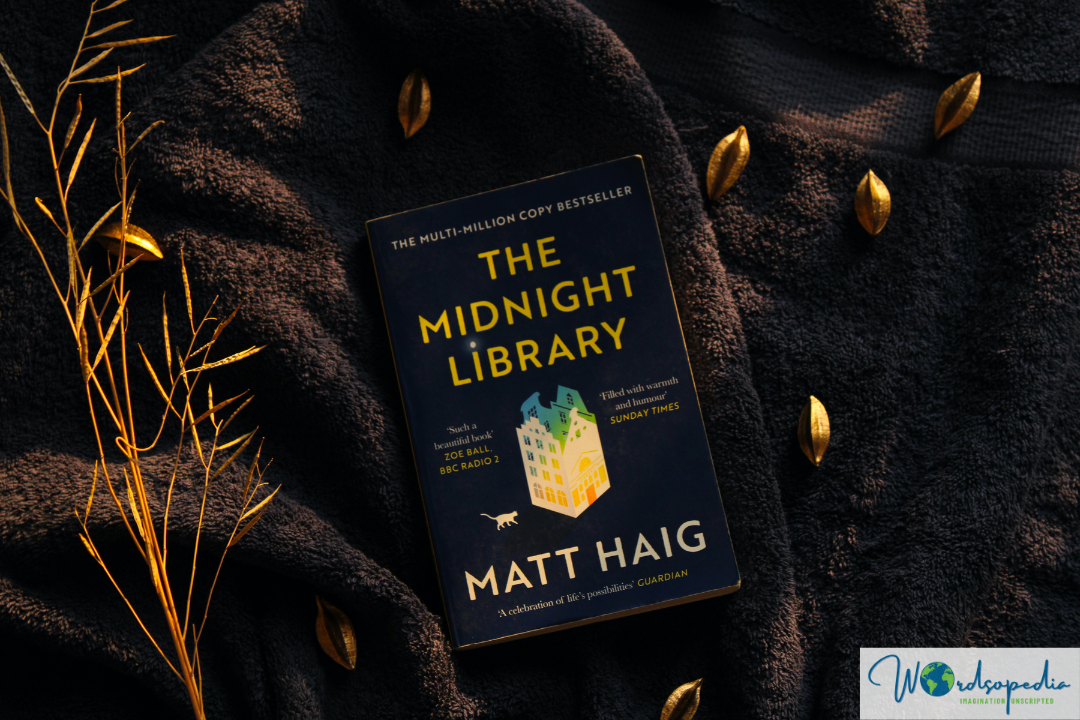 THE MULTI-MILLION COPY BESTSELLER
THE
MIDNIGHT
LIBRARY
'Filled with warmth
and humour'
SUNDAY TIMES
'Such a
beautiful book'
ZOE BALL,
BBC RADIO 2
MATT HAIG
'A celebration of life's possibilities' GUARDIAN
Wordsopedia
IMAGINATION UNSCRIPTED